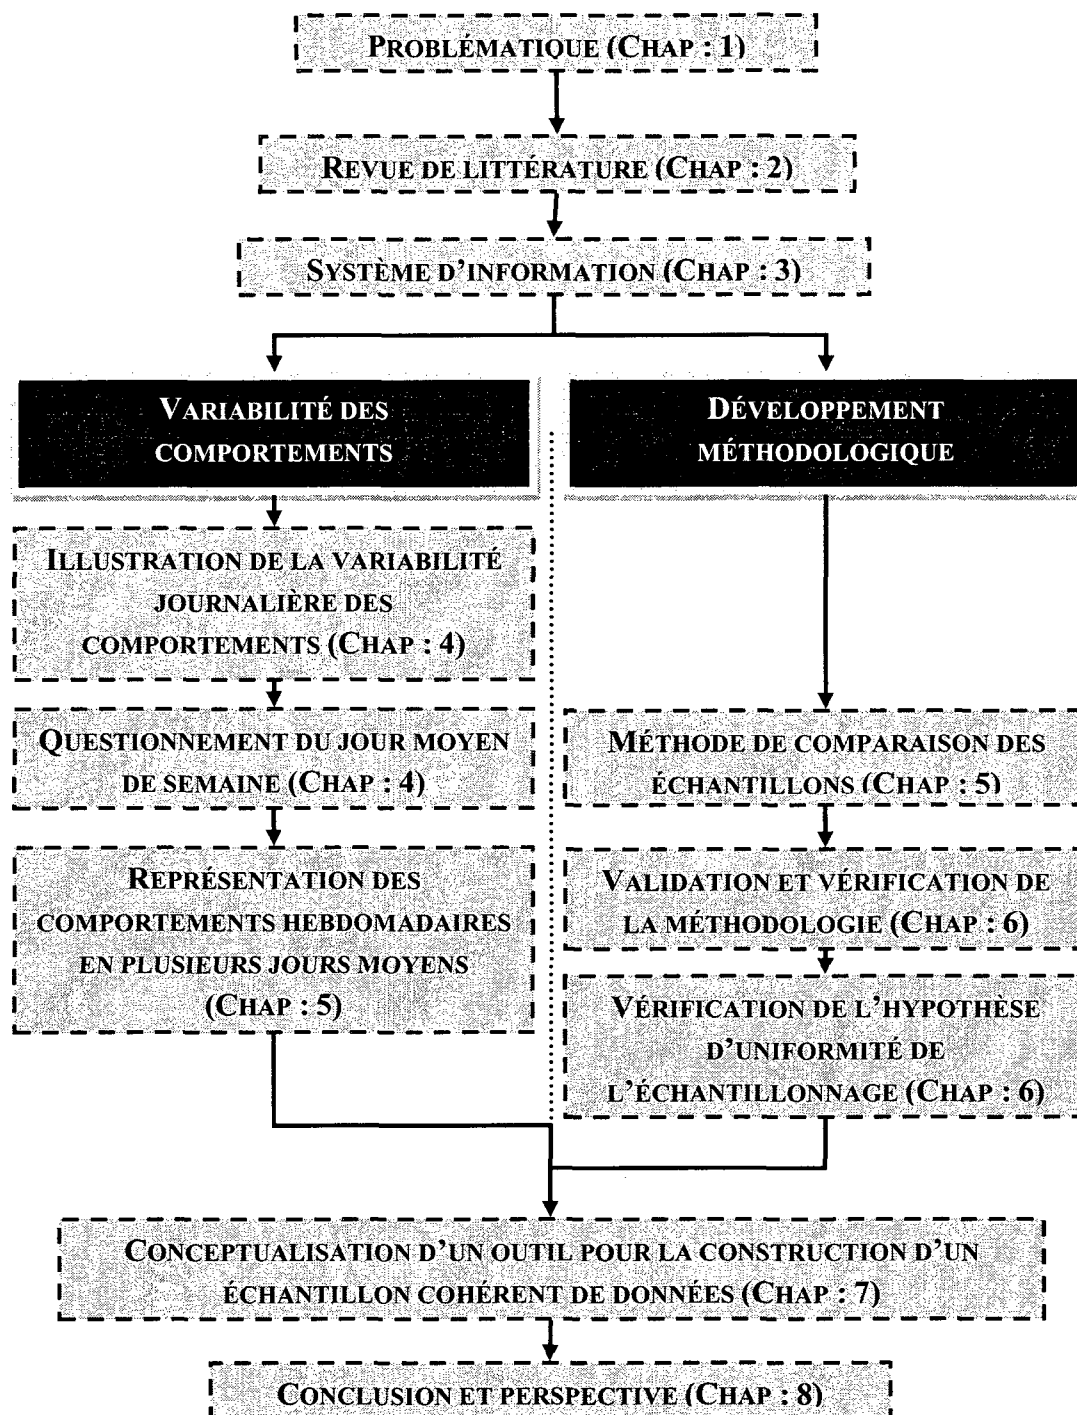 PROBLÉMATIQUE (CHAP : 1)
REVUE DE LITTÉRATURE (CHAP : 2)
SYSTÈME D'INFORMATION (CHAP : 3)
VARIABILITÉ DES
COMPORTEMENTS
ILLUSTRATION DE LA VARIABILITÉ
JOURNALIÈRE DES
COMPORTEMENTS (CHAP : 4)
QUESTIONNEMENT DU JOUR MOYEN
DE SEMAINE (CHAP : 4)
REPRÉSENTATION DES
COMPORTEMENTS HEBDOMADAIRES
EN PLUSIEURS JOURS MOYENS
(CHAP : 5)
DÉVELOPPEMENT
MÉTHODOLOGIQUE
MÉTHODE DE COMPARAISON DES
ÉCHANTILLONS (CHAP : 5)
VALIDATION ET VÉRIFICATION DE
LA MÉTHODOLOGIE (CHAP : 6)
VÉRIFICATION DE L'HYPOTHÈSE
D'UNIFORMITÉ DE
L'ÉCHANTILLONNAGE (CHAP : 6)
CONCEPTUALISATION D'UN OUTIL POUR LA CONSTRUCTION D'UN
ÉCHANTILLON COHÉRENT DE DONNÉES (CHAP : 7)
CONCLUSION ET PERSPECTIVE (CHAP : 8)